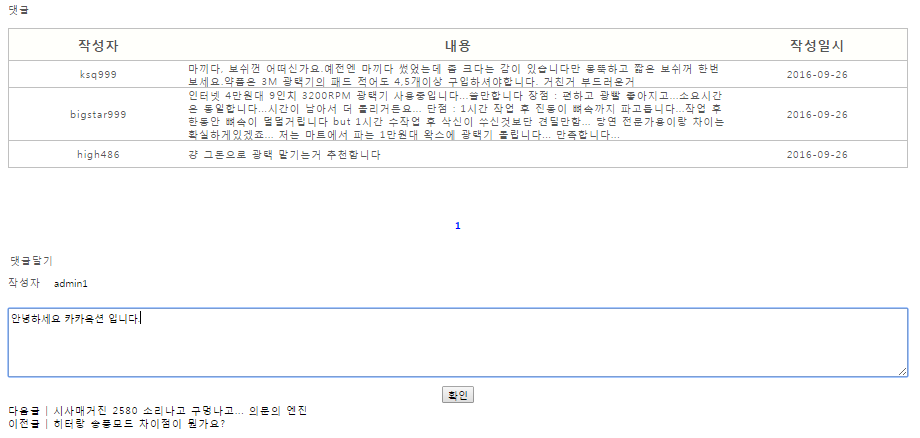 댓글
작성자 내용 작성일시
ksq999 마끼다, 보쉬껀 어떠신가요.예전엔 마끼다 썼었는데 좀 크다는 감이 있습니다만 뭉뚝하고 짧은 보쉬꺼 한번 2016-09-26
보세요.약품은 3M 광택기의 패드 적어도 4,5개이상 구입하셔야합니다. 거친거 부드러운거
bigstar999 인터넷 4만원대 9인치 3200RPM 광택기 사용중입니다...쓸만합니다 장점 : 편하고 광빨 좋아지고...소요시간 2016-09-26
은 동일합니다...시간이 남아서 더 돌리거든요... 단점 : 1시간 작업 후 진동이 뼈속까지 파고듭니다...작업 후
한동안 뼈속이 덜덜거립니다 but 1시간 수작업 후 삭신이 쑤신것보단 견딜만함... 당연 전문가용이랑 차이는
확실하게있겠죠... 저는 마트에서 파는 1만원대 왁스에 광택기 돌립니다... 만족합니다...
high486 걍 그돈으로 광택 맡기는거 추천합니다 2016-09-26
1
댓글달기
작성자 admin1
안녕하세요 카카옥션 입니다.
확인
다음글 | 시사매거진 2580 소리나고 구멍나고... 의문의 엔진
이전글 | 히터랑 송풍모드 차이점이 뭔가요?